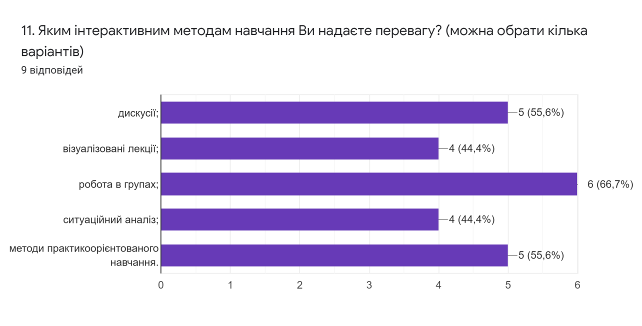 11. Яким інтерактивним методам навчання Ви надаєте перевагу? (можна обрати кілька
варіантів)
9 відповідей
дискусії;
5 (55,6%)
візуалізовані лекції;
4 (44,4%)
робота в групах;
6 (66,7%)
ситуаційний аналіз;
4 (44,4%)
методи практикоорієнтованого
навчання.
5 (55,6%)
0 1 2 3 4 5 6